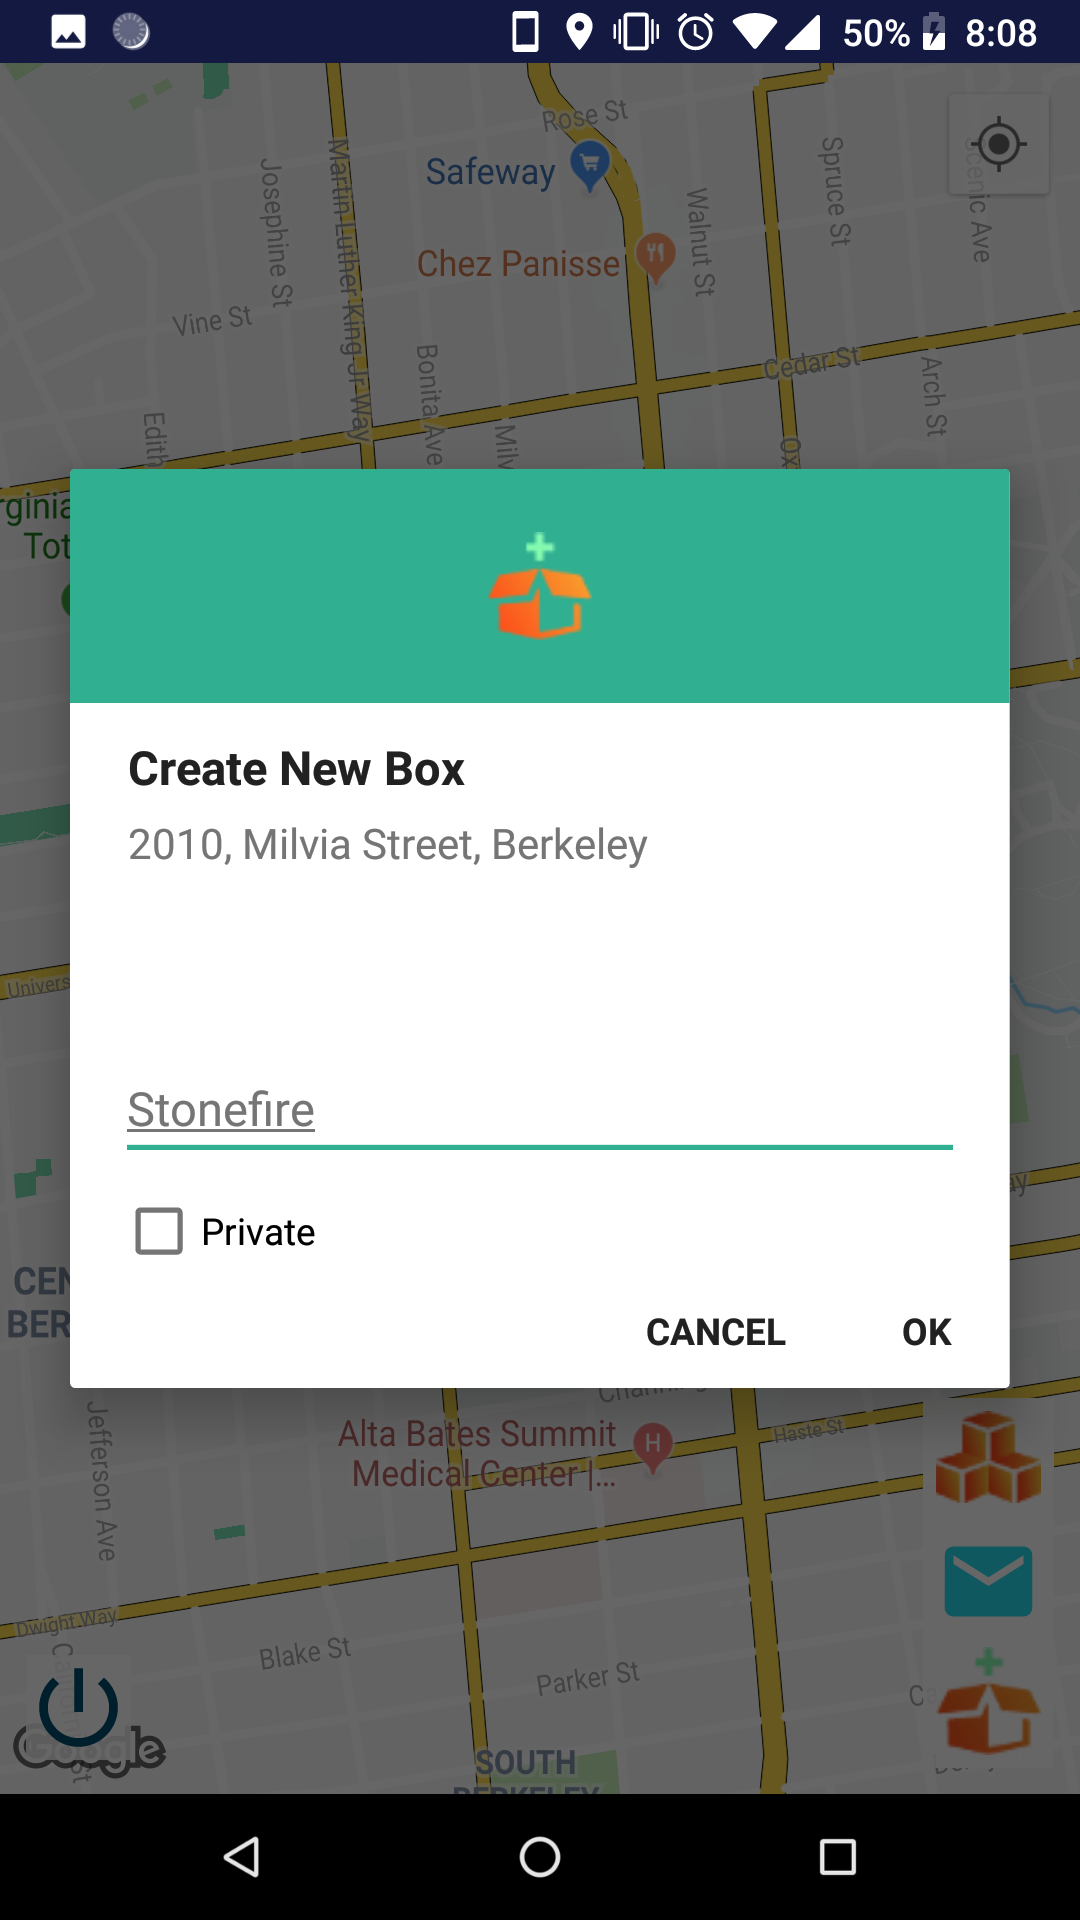 50% 8:08
Rose St
Safeway
Chez Panisse
Josephine St
Martin Luther King Jr Way
Walnut St
Spruce St
Scenic Ave
Vine St
Bonita Ave
Cedar St
Arch St
Edith
Milv
Ox
rginia
Tot
Create New Box
2010, Milvia Street, Berkeley
Univers
Stonefire
Private
CANCEL OK
CEN
BER
ay
Jefferson Ave
Alta Bates Summit
Medical Center |...
Haste St
Dwight Way
Blake St
Parker St
Google
SOUTH
BERKELEY